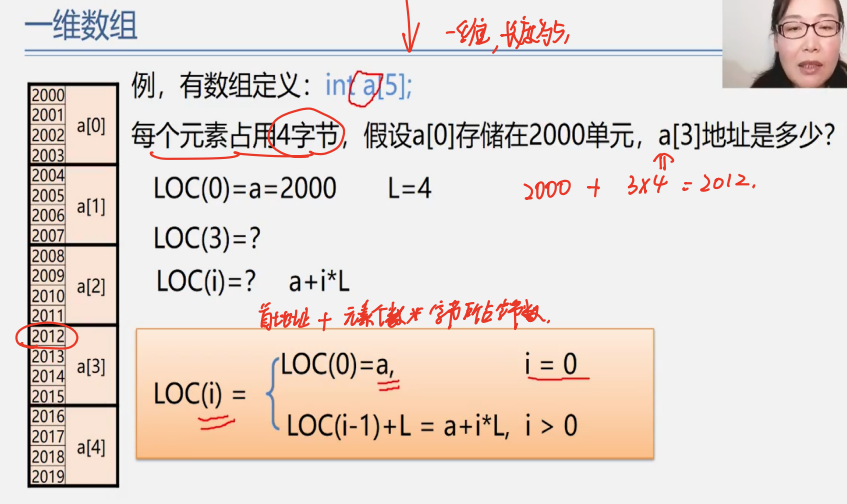 一维数组
一维, 长度为5,
例，有数组定义：int a[5];
每个元素占用4字节，假设a[0]存储在2000单元，a[3]地址是多少?
LOC(0)=a=2000 L=4
2000 + 3×4 = 2012.
LOC(3)=?
LOC(i)=? a+i*L
首地址 + 元素个数*字节所占字节数.
LOC(i) =
LOC(0)=a, i = 0
LOC(i-1)+L = a+i*L, i > 0
2000
2001
2002
2003
a[0]
2004
2005
2006
2007
a[1]
2008
2009
2010
2011
a[2]
2012
2013
2014
2015
a[3]
2016
2017
2018
2019
a[4]